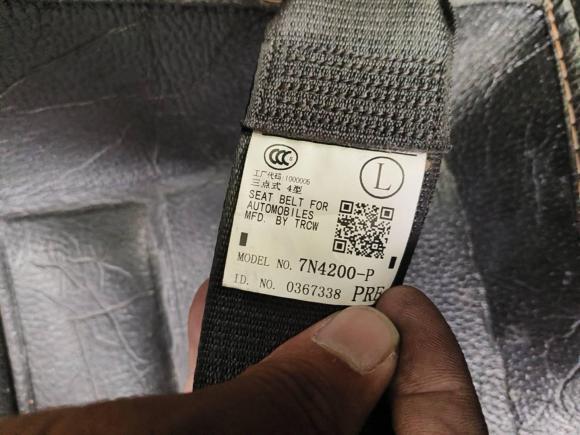 CCC S
L
工厂代码:1000005
三点式 4型
SEAT BELT FOR
AUTOMOBILES
MFD. BY TRCW
MODEL NO. 7N4200-P
ID. NO. 0367338 PRE